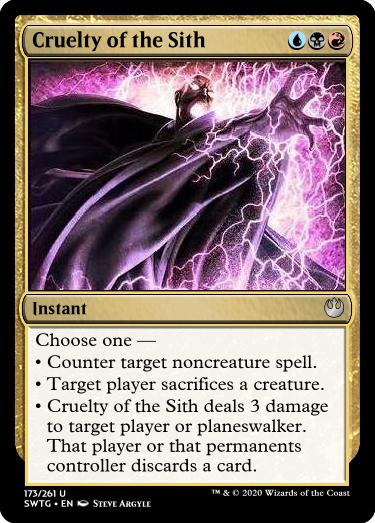 Cruelty of the Sith
Instant
Choose one —
• Counter target noncreature spell.
• Target player sacrifices a creature.
• Cruelty of the Sith deals 3 damage
to target player or planeswalker.
That player or that permanents
controller discards a card.
173/261 U
SWTG • EN Steve Argyle
™ & © 2020 Wizards of the Coast